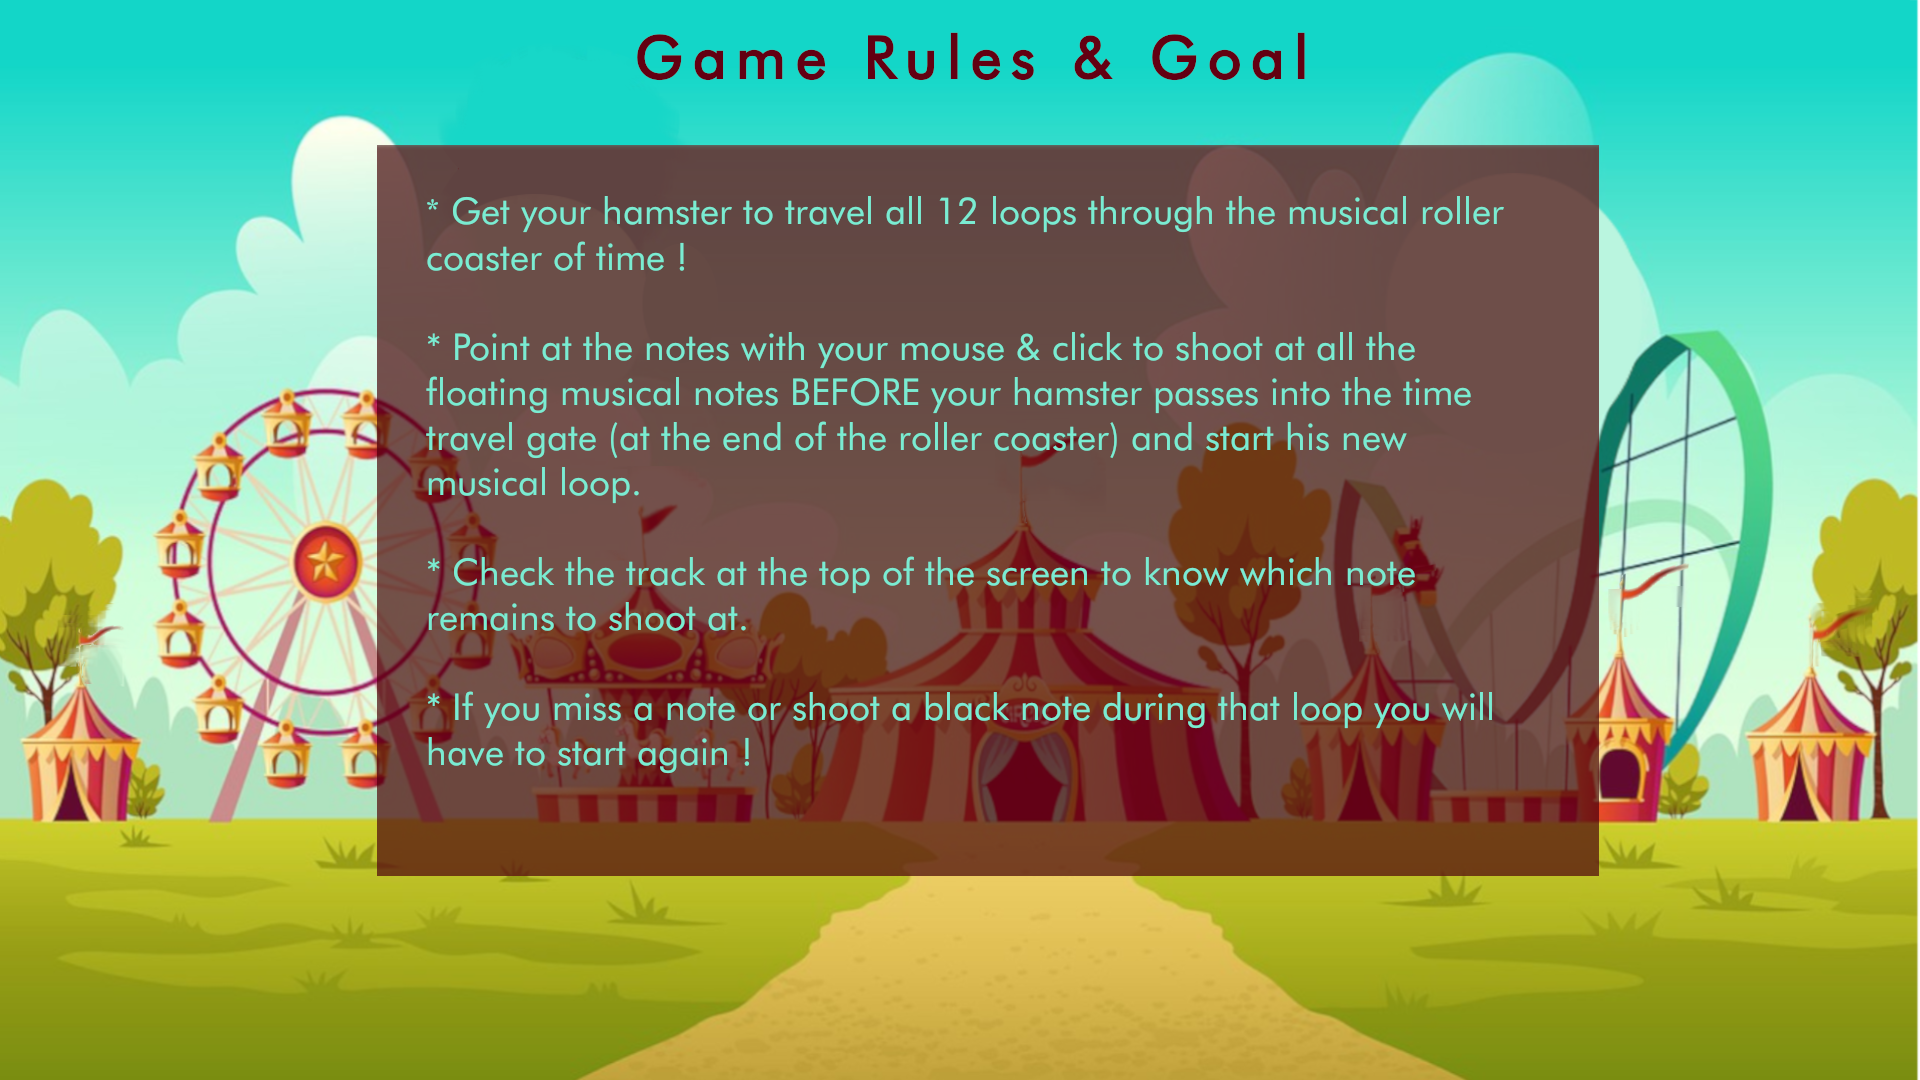 Game Rules & Goal
* Get your hamster to travel all 12 loops through the musical roller
coaster of time !
* Point at the notes with your mouse & click to shoot at all the
floating musical notes BEFORE your hamster passes into the time
travel gate (at the end of the roller coaster) and start his new
musical loop.
* Check the track at the top of the screen to know which note
remains to shoot at.
* If you miss a note or shoot a black note during that loop you will
have to start again !